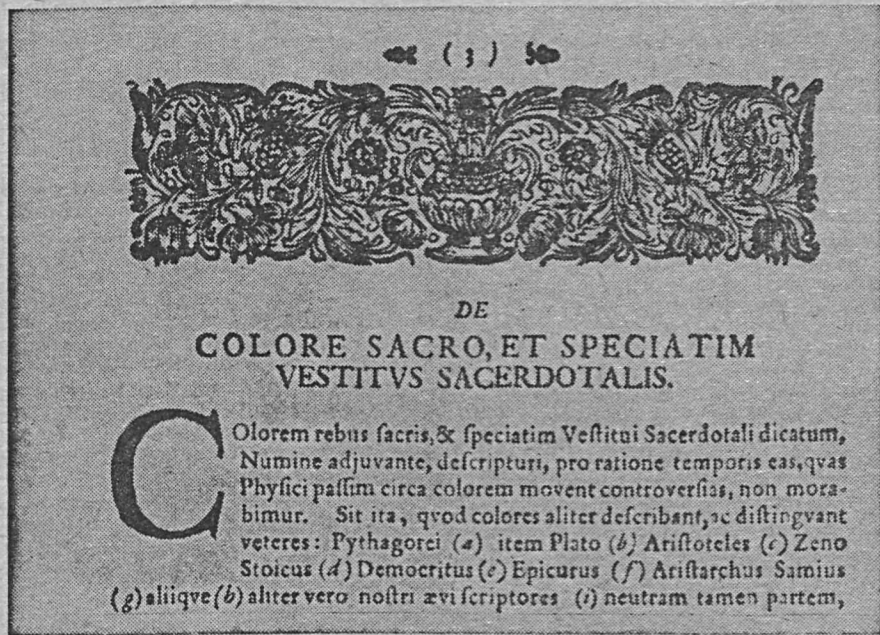 ( 3 )
DE
COLORE SACRO, ET SPECIATIM
VESTITVS SACERDOTALIS.
COlorem rebus ſacris, & ſpeciatim Veſtitui Sacerdotali dicatum,
Numine adjuvante, deſcripturi, pro ratione temporis eas, qvas
Phyſici paſſim circa colorem movent controverſias, non mora-
bimur. Sit ita, qvod colores aliter deſcribant, ac diſtingvant
veteres: Pythagorei (a) item Plato (b) Ariſtoteles (c) Zeno
Stoicus (d) Democritus (e) Epicurus (f) Ariſtarchus Samius
(g) aliiqve (h) aliter vero noſtri ævi ſcriptores (i) neutram tamen partem,